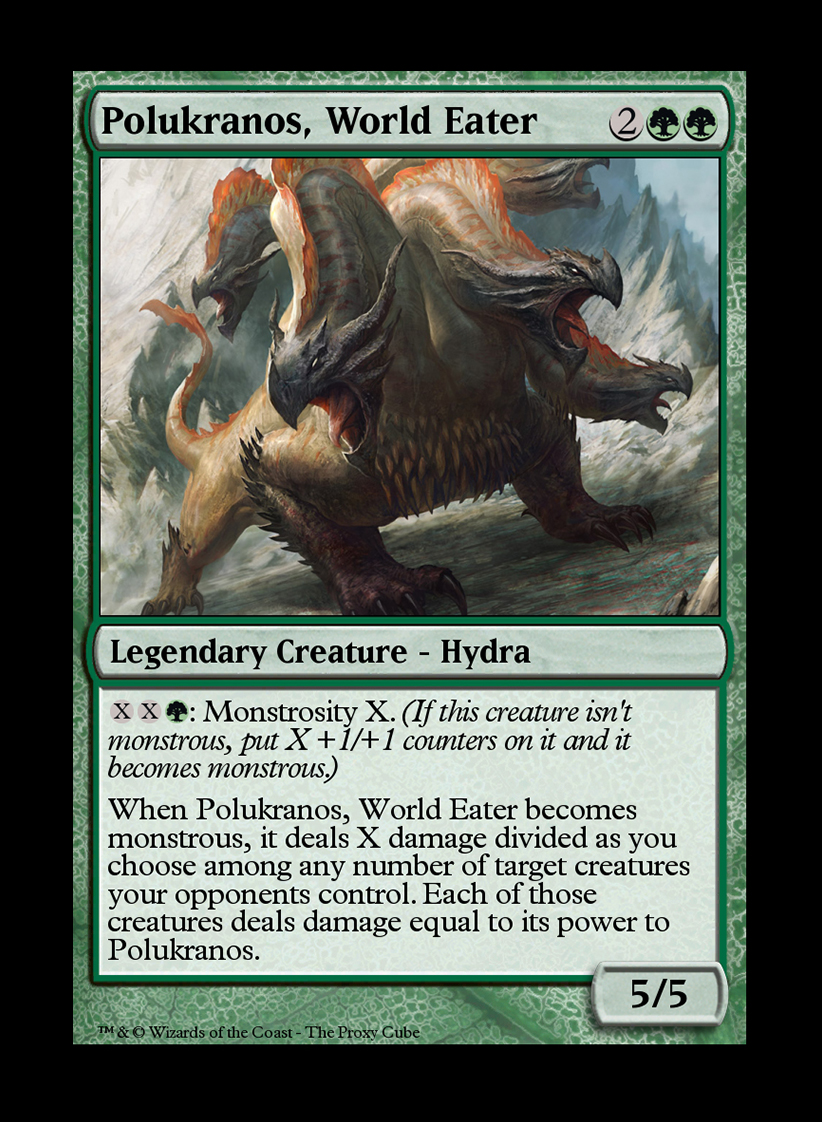 Polukranos, World Eater 2
Legendary Creature - Hydra
X X : Monstrosity X. (If this creature isn't
monstrous, put X +1/+1 counters on it and it
becomes monstrous.)
When Polukranos, World Eater becomes
monstrous, it deals X damage divided as you
choose among any number of target creatures
your opponents control. Each of those
creatures deals damage equal to its power to
Polukranos.
5/5
™ & © Wizards of the Coast - The Proxy Cube